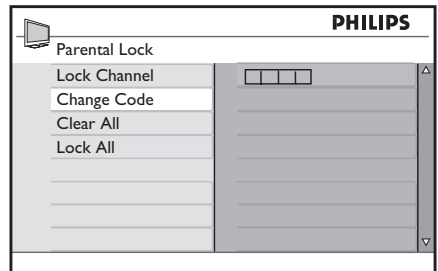 PHILIPS
Parental Lock
Lock Channel
Change Code
Clear All
Lock All